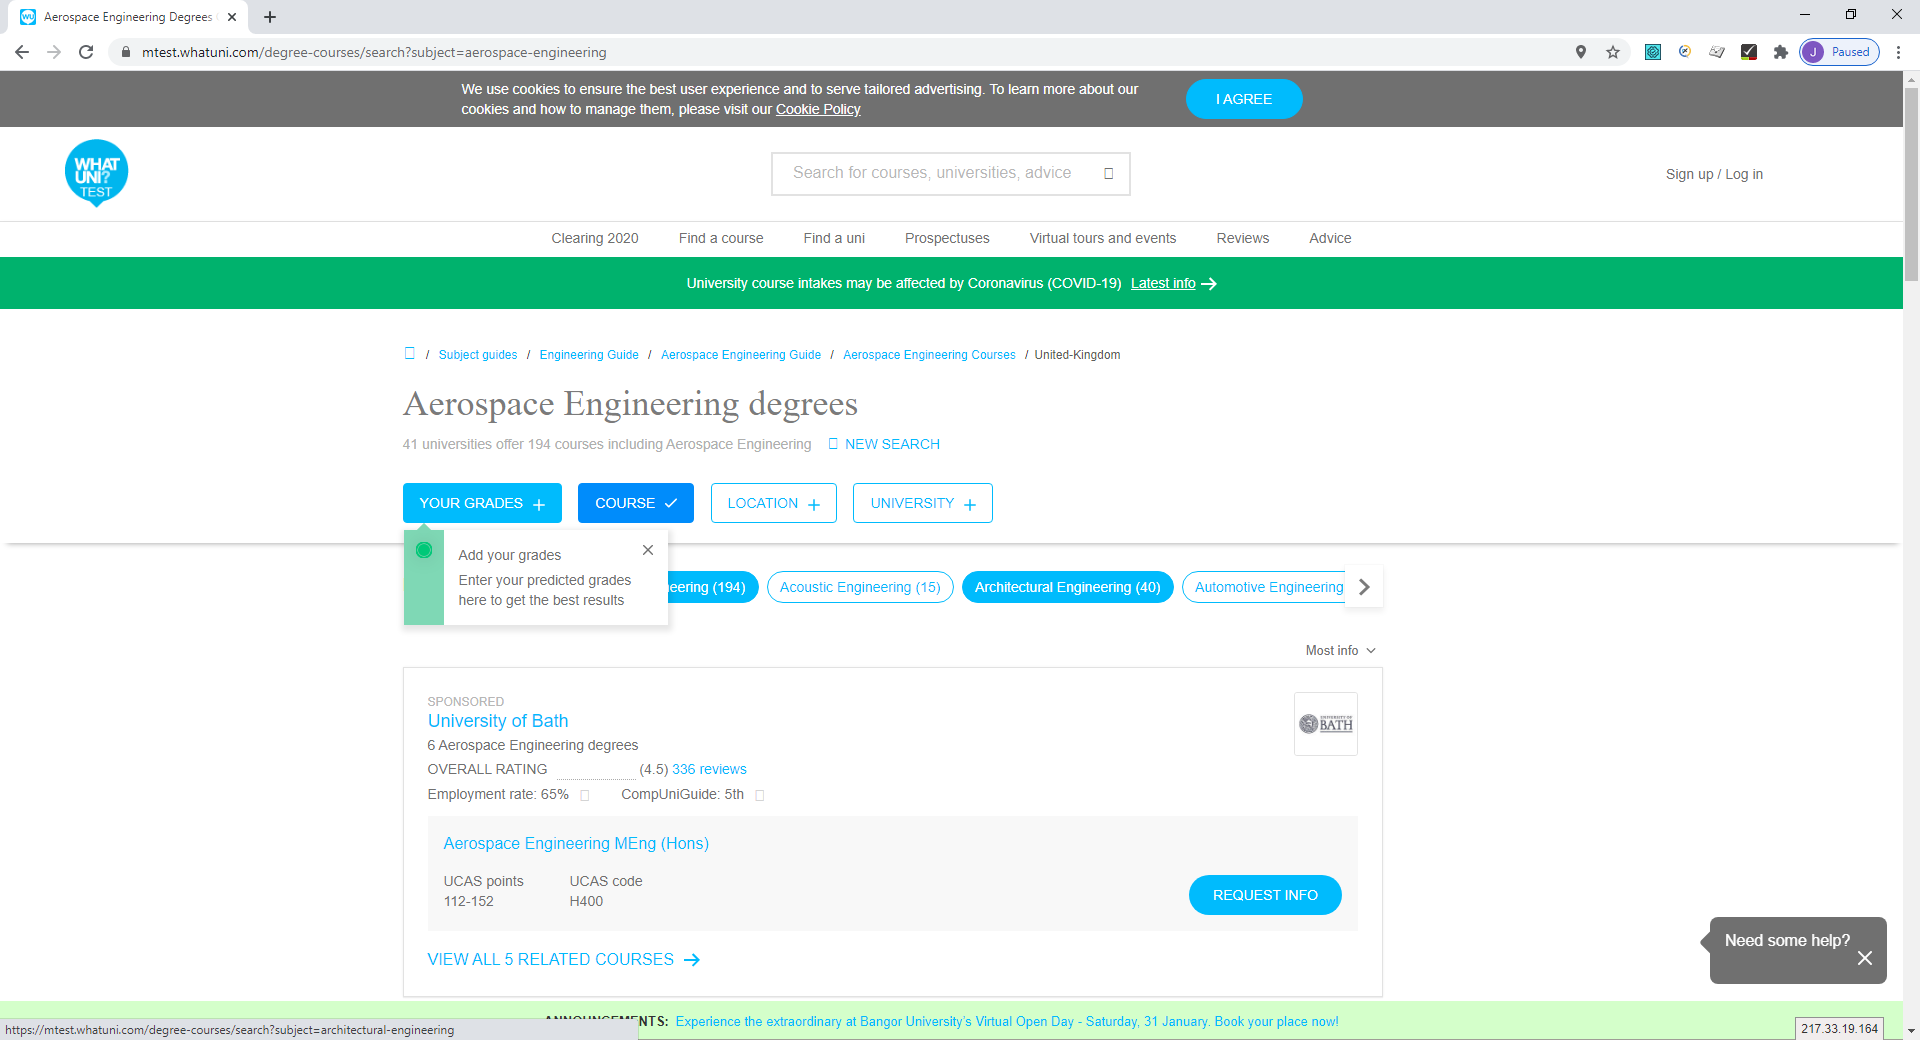 Aerospace Engineering Degrees
mtest.whatuni.com/degree-courses/search?subject=aerospace-engineering
J Paused
We use cookies to ensure the best user experience and to serve tailored advertising. To learn more about our
cookies and how to manage them, please visit our Cookie Policy
I AGREE
WHAT
UNI?
TEST
Search for courses, universities, advice
Sign up / Log in
Clearing 2020 Find a course Find a uni Prospectuses Virtual tours and events Reviews Advice
University course intakes may be affected by Coronavirus (COVID-19) Latest info
/ Subject guides / Engineering Guide / Aerospace Engineering Guide / Aerospace Engineering Courses / United-Kingdom
Aerospace Engineering degrees
41 universities offer 194 courses including Aerospace Engineering NEW SEARCH
YOUR GRADES COURSE LOCATION UNIVERSITY
Add your grades
Enter your predicted grades
here to get the best results
eering (194) Acoustic Engineering (15) Architectural Engineering (40) Automotive Engineering
Most info
SPONSORED
University of Bath
UNIVERSITY OF
BATH
6 Aerospace Engineering degrees
OVERALL RATING (4.5) 336 reviews
Employment rate: 65% CompUniGuide: 5th
Aerospace Engineering MEng (Hons)
UCAS points UCAS code
112-152 H400
REQUEST INFO
VIEW ALL 5 RELATED COURSES
Need some help?
ANNOUNCEMENTS: Experience the extraordinary at Bangor University's Virtual Open Day - Saturday, 31 January. Book your place now!
https://mtest.whatuni.com/degree-courses/search?subject=architectural-engineering
217.33.19.164